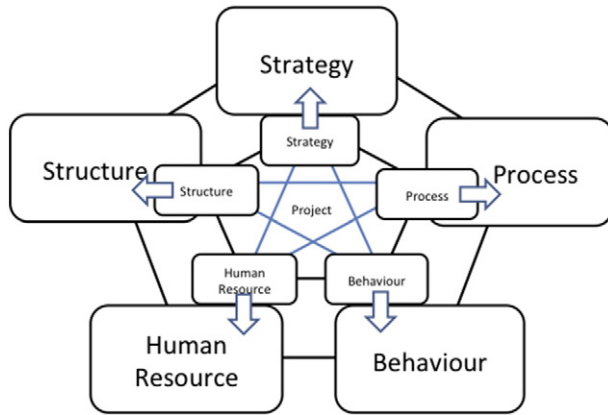 Strategy
Strategy
Structure
Structure
Process
Process
Project
Human
Resource
Behaviour
Human
Resource
Behaviour